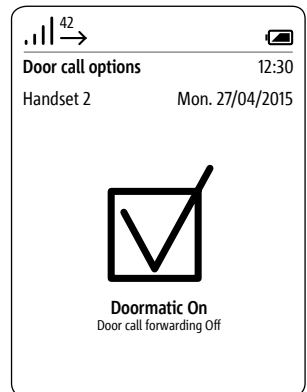 42
Door call options 12:30
Handset 2 Mon. 27/04/2015
Doormatic On
Door call forwarding Off